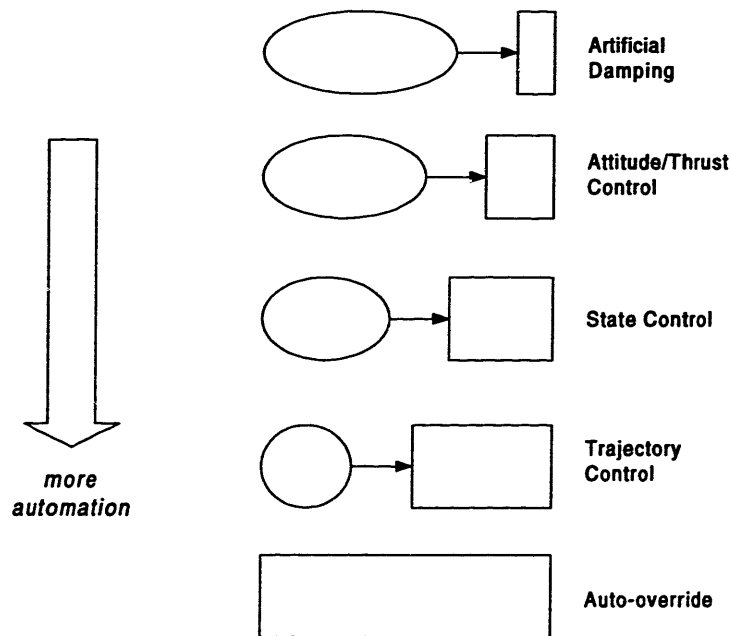 Artificial
Damping
Attitude/Thrust
Control
State Control
Trajectory
Control
more
automation
Auto-override